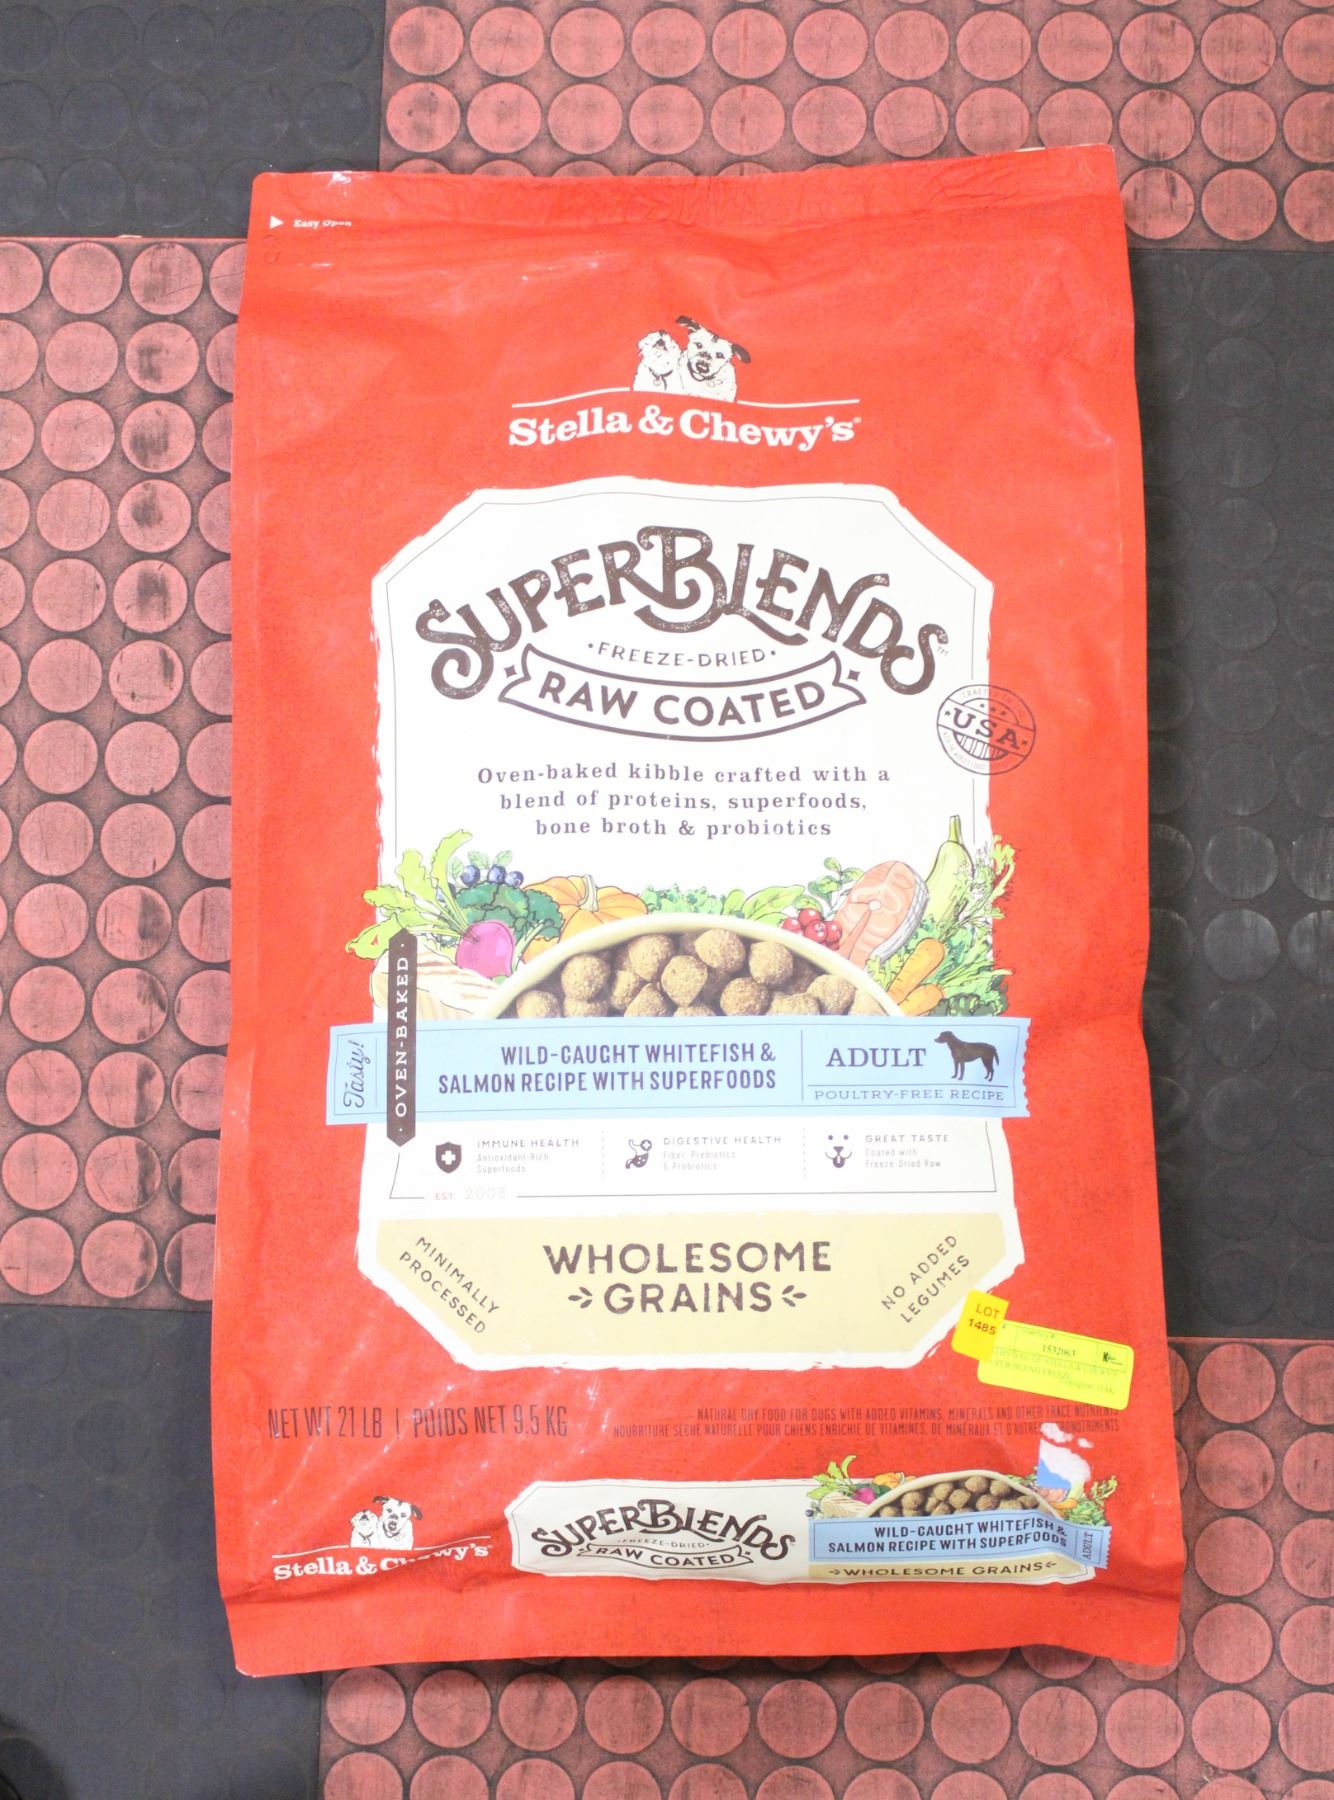 Easy Open
Stella & Chewy's®
SUPERBLENDS™
·FREEZE-DRIED·
RAW COATED
CRAFTED IN THE
·USA·
Oven-baked kibble crafted with a
blend of proteins, superfoods,
bone broth & probiotics
Tasty!
· OVEN-BAKED ·
WILD-CAUGHT WHITEFISH &
SALMON RECIPE WITH SUPERFOODS
ADULT
POULTRY-FREE RECIPE
IMMUNE HEALTH
Antioxidant-Rich
Superfoods
DIGESTIVE HEALTH
Fiber, Prebiotics
& Probiotics
GREAT TASTE
Coated with
Freeze-Dried Raw
EST. 2003
MINIMALLY
PROCESSED
WHOLESOME
GRAINS
NO ADDED
LEGUMES
LOT
1485
1532063
NET WT 21 LB | POIDS NET 9.5 KG
NATURAL DRY FOOD FOR DOGS WITH ADDED VITAMINS, MINERALS AND OTHER TRACE NUTRIENTS
NOURRITURE SÈCHE NATURELLE POUR CHIENS ENRICHIE DE VITAMINES, DE MINÉRAUX ET D'AUTRES
Stella & Chewy's®
SUPERBLENDS
·FREEZE-DRIED·
RAW COATED
WILD-CAUGHT WHITEFISH &
SALMON RECIPE WITH SUPERFOODS
ADULT
WHOLESOME GRAINS